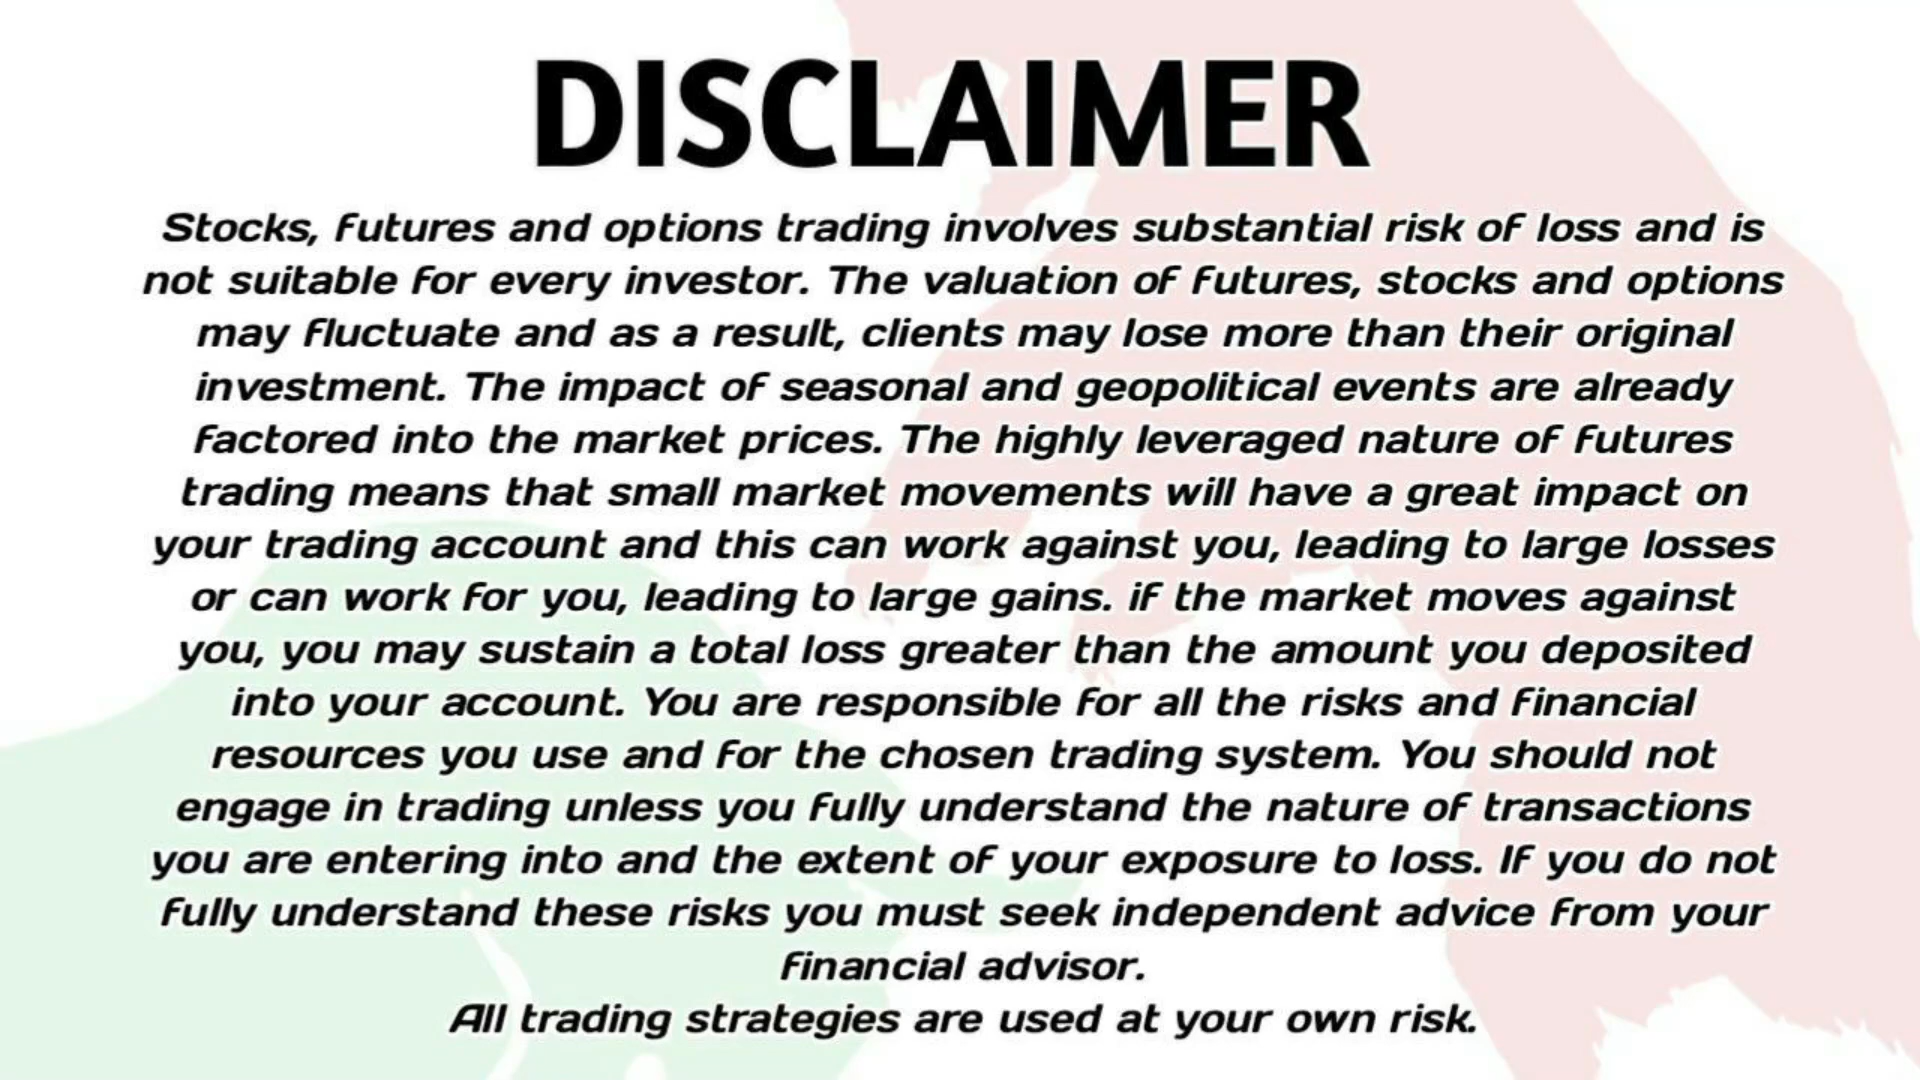 DISCLAIMER
Stocks, futures and options trading involves substantial risk of loss and is
not suitable for every investor. The valuation of futures, stocks and options
may fluctuate and as a result, clients may lose more than their original
investment. The impact of seasonal and geopolitical events are already
factored into the market prices. The highly leveraged nature of futures
trading means that small market movements will have a great impact on
your trading account and this can work against you, leading to large losses
or can work for you, leading to large gains. if the market moves against
you, you may sustain a total loss greater than the amount you deposited
into your account. You are responsible for all the risks and financial
resources you use and for the chosen trading system. You should not
engage in trading unless you fully understand the nature of transactions
you are entering into and the extent of your exposure to loss. If you do not
fully understand these risks you must seek independent advice from your
financial advisor.
All trading strategies are used at your own risk.